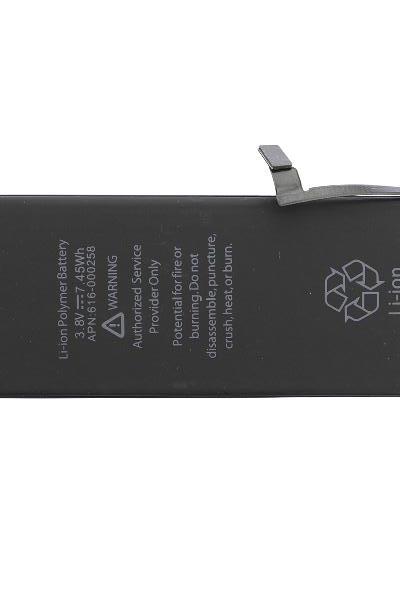 Li-ion Polymer Battery
3.8V⎓7.45Wh
APN:616-000258
WARNING
Authorized Service
Provider Only
Potential for fire or
burning. Do not
disassemble,puncture,
crush,heat,or burn.
Li-ion